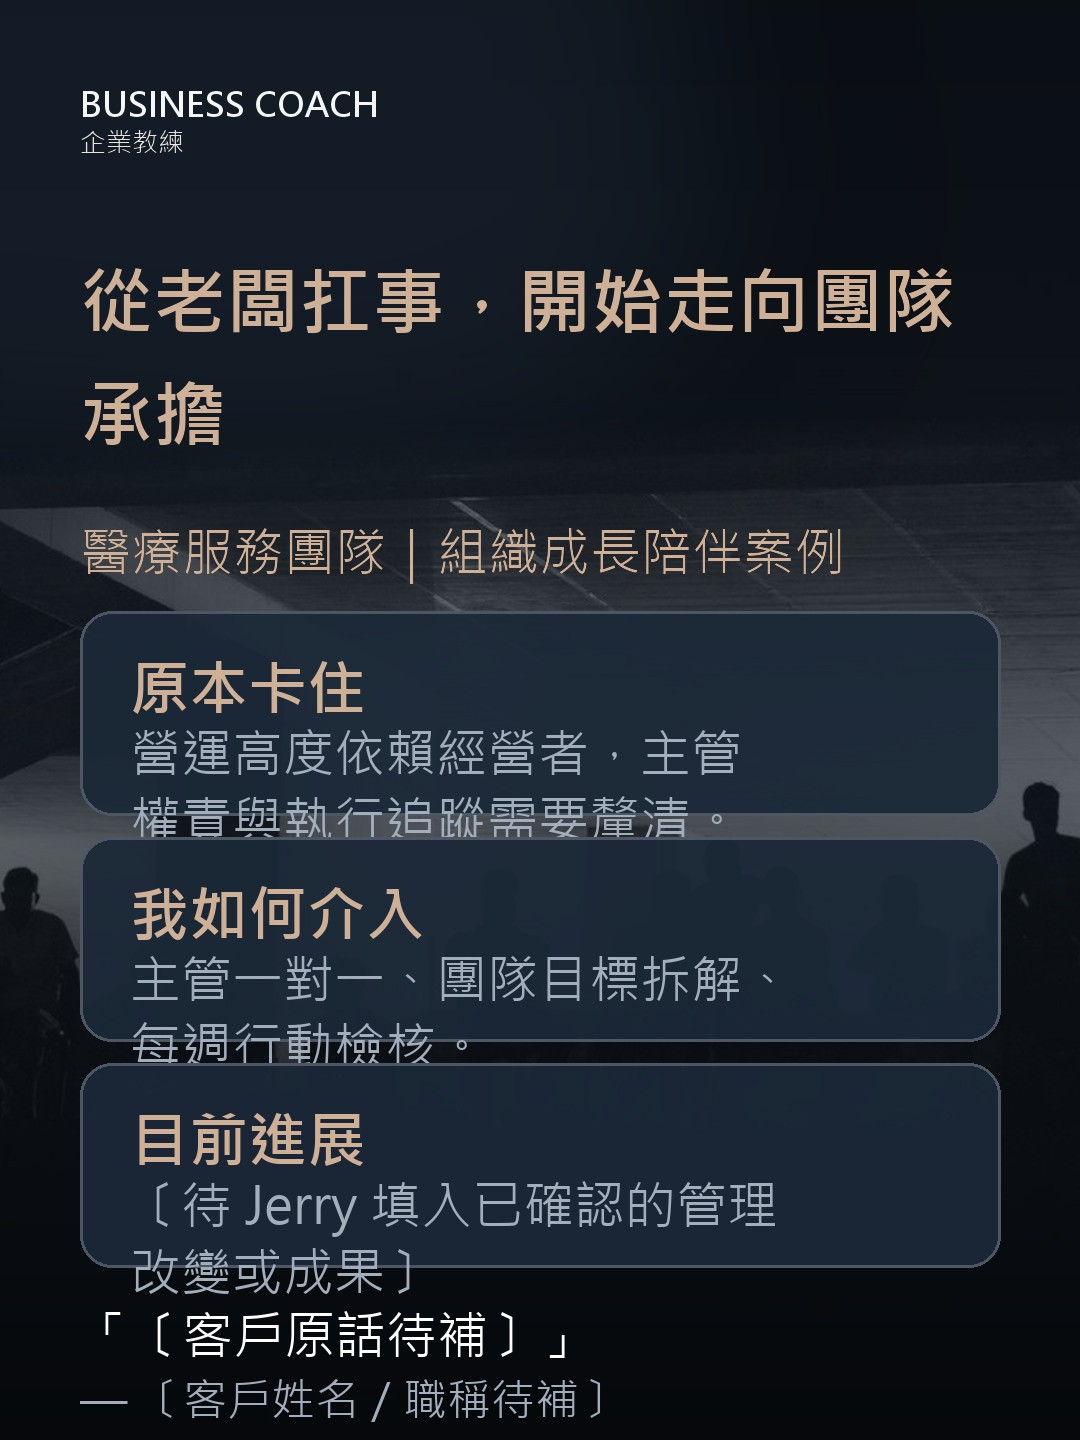 BUSINESS COACH
企業教練
從老闆扛事，開始走向團隊
承擔
醫療服務團隊｜組織成長陪伴案例
原本卡住
營運高度依賴經營者，主管
權責與執行追蹤需要釐清。
我如何介入
主管一對一、團隊目標拆解、
每週行動檢核。
目前進展
〔待 Jerry 填入已確認的管理
改變或成果〕
「〔客戶原話待補〕」
—〔客戶姓名 / 職稱待補〕